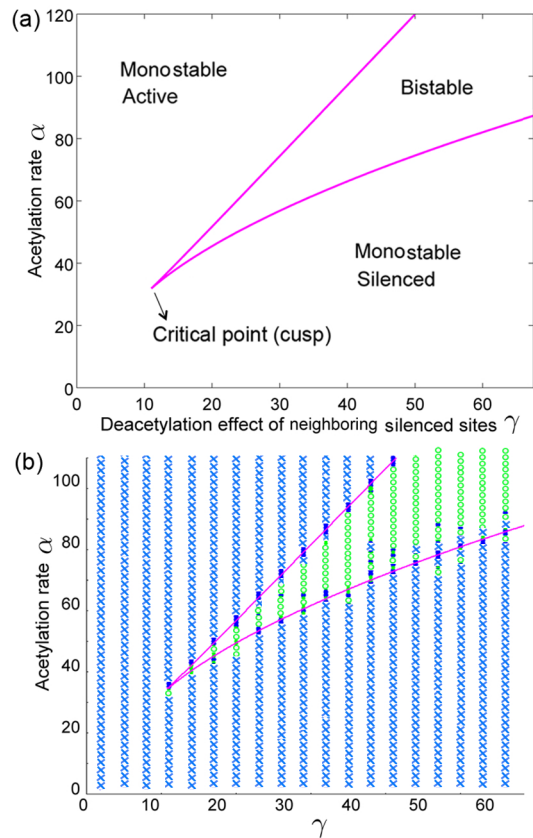 (a)
120
100
80
60
40
20
0
Acetylation rate α
Monostable
Active
Bistable
Monostable
Silenced
Critical point (cusp)
0 10 20 30 40 50 60
Deacetylation effect of neighboring silenced sites γ
(b)
100
80
60
40
20
0
Acetylation rate α
0 10 20 30 40 50 60
γ